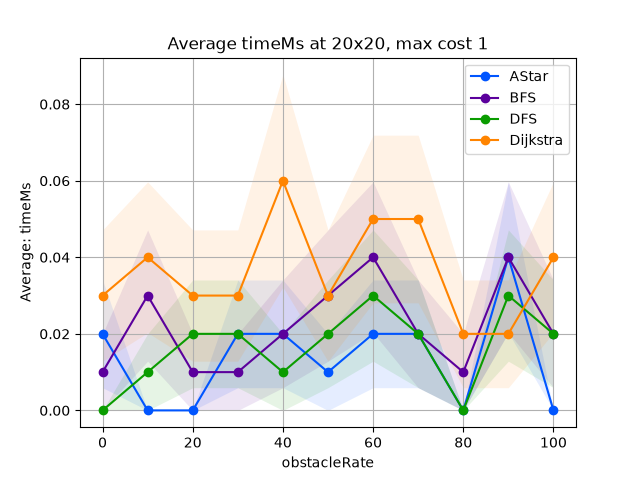 Average timeMs at 20x20, max cost 1
AStar
BFS
DFS
Dijkstra
Average: timeMs
0.08
0.06
0.04
0.02
0.00
0 20 40 60 80 100
obstacleRate